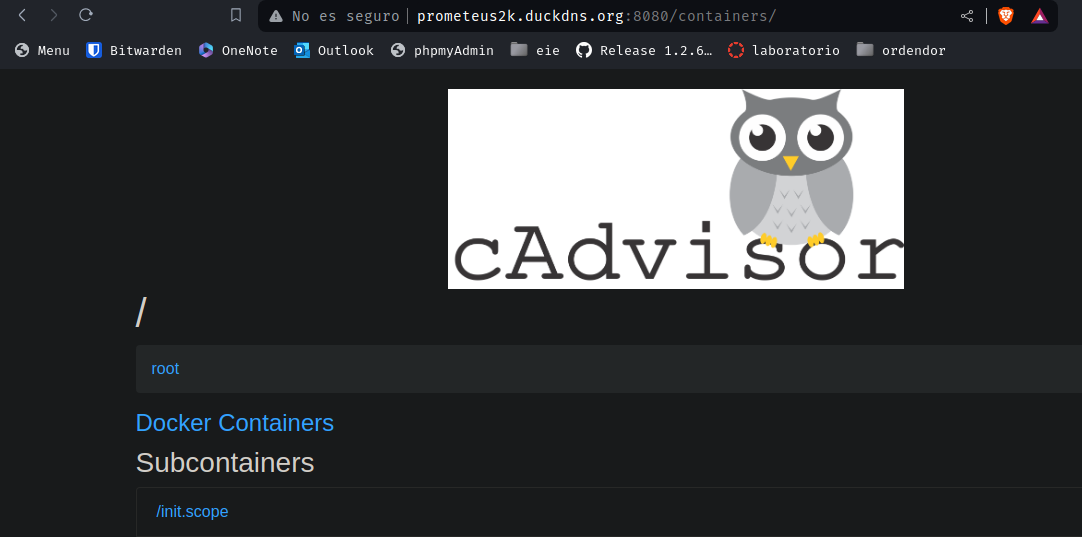 No es seguro prometeus2k.duckdns.org:8080/containers/
Menu Bitwarden OneNote Outlook phpmyAdmin eie Release 1.2.6… laboratorio ordendor
cAdvisor
/
root
Docker Containers
Subcontainers
/init.scope